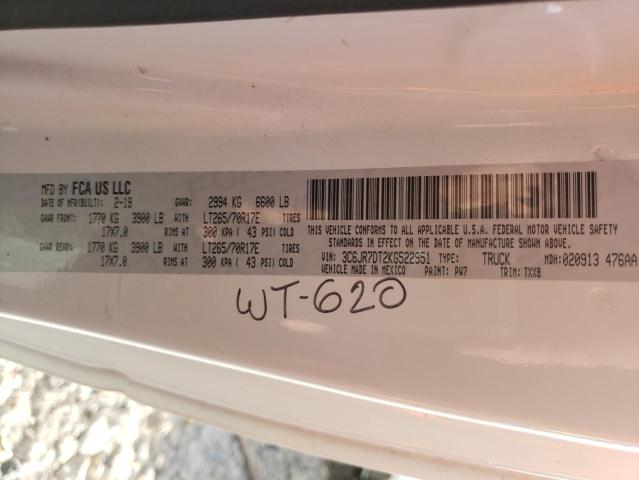 MFD BY FCA US LLC
DATE OF MFR(BUILT): 2-19 GVWR: 2994 KG 6600 LB
GAWR FRONT: 1770 KG 3900 LB WITH LT265/70R17E TIRES
17X7.0 RIMS AT 300 KPA ( 43 PSI) COLD
GAWR REAR: 1770 KG 3900 LB WITH LT265/70R17E TIRES
17X7.0 RIMS AT 300 KPA ( 43 PSI) COLD
THIS VEHICLE CONFORMS TO ALL APPLICABLE U.S.A. FEDERAL MOTOR VEHICLE SAFETY
STANDARDS IN EFFECT ON THE DATE OF MANUFACTURE SHOWN ABOVE.
VIN: 3C6JR7DT2KG522951 TYPE: TRUCK MDH: 020913 476AA
VEHICLE MADE IN MEXICO PAINT: PW7 TRIM: TXX8
WT-620